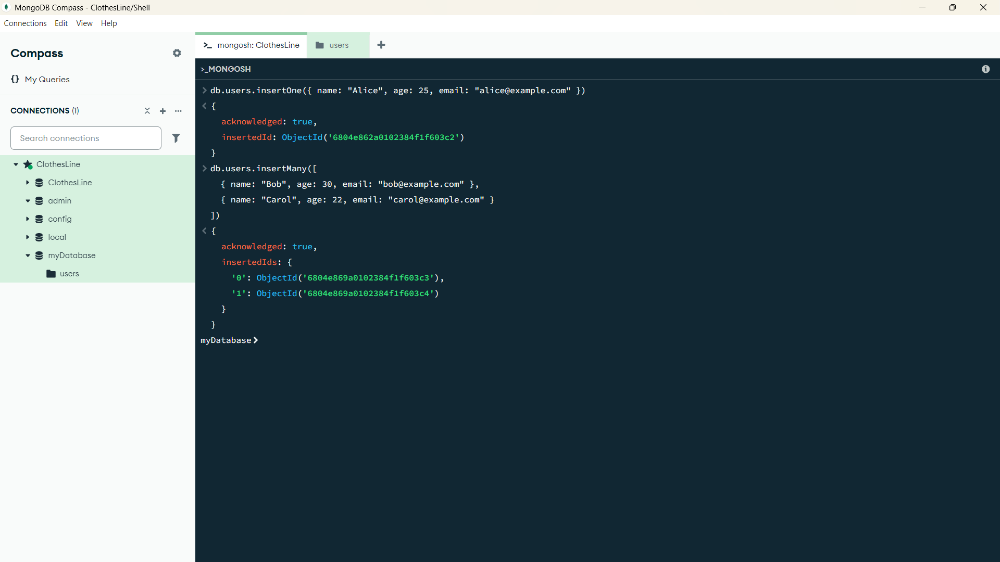 MongoDB Compass - ClothesLine/Shell
Connections Edit View Help
Compass
{} My Queries
CONNECTIONS (1)
Search connections
ClothesLine
ClothesLine
admin
config
local
myDatabase
users
mongosh: ClothesLine
users
>_MONGOSH
> db.users.insertOne({ name: "Alice", age: 25, email: "alice@example.com" })
< {
acknowledged: true,
insertedId: ObjectId('6804e862a0102384f1f603c2')
}
> db.users.insertMany([
{ name: "Bob", age: 30, email: "bob@example.com" },
{ name: "Carol", age: 22, email: "carol@example.com" }
])
< {
acknowledged: true,
insertedIds: {
'0': ObjectId('6804e869a0102384f1f603c3'),
'1': ObjectId('6804e869a0102384f1f603c4')
}
}
myDatabase>